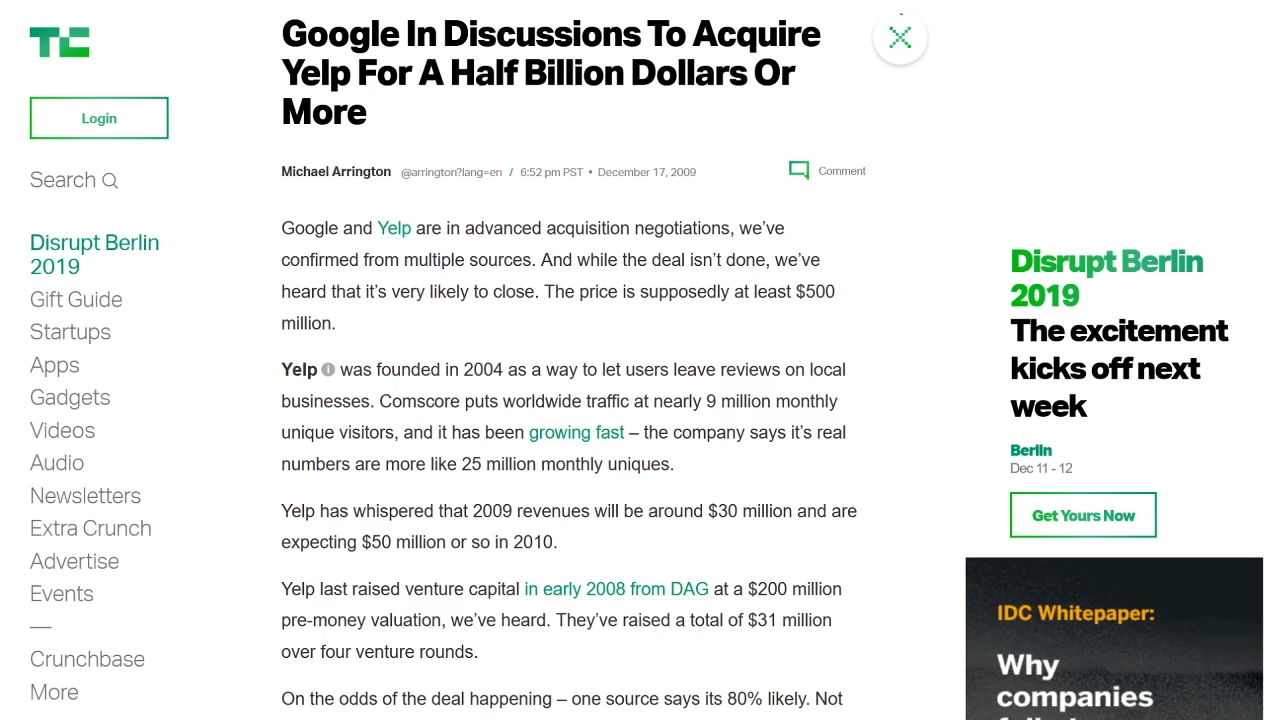 TC
Login
Search
Disrupt Berlin
2019
Gift Guide
Startups
Apps
Gadgets
Videos
Audio
Newsletters
Extra Crunch
Advertise
Events
—
Crunchbase
More
Google In Discussions To Acquire
Yelp For A Half Billion Dollars Or
More
Michael Arrington @arrington?lang=en / 6:52 pm PST • December 17, 2009
Comment
Google and Yelp are in advanced acquisition negotiations, we’ve
confirmed from multiple sources. And while the deal isn’t done, we’ve
heard that it’s very likely to close. The price is supposedly at least $500
million.
Yelp i was founded in 2004 as a way to let users leave reviews on local
businesses. Comscore puts worldwide traffic at nearly 9 million monthly
unique visitors, and it has been growing fast – the company says it’s real
numbers are more like 25 million monthly uniques.
Yelp has whispered that 2009 revenues will be around $30 million and are
expecting $50 million or so in 2010.
Yelp last raised venture capital in early 2008 from DAG at a $200 million
pre-money valuation, we’ve heard. They’ve raised a total of $31 million
over four venture rounds.
On the odds of the deal happening – one source says its 80% likely. Not
Disrupt Berlin
2019
The excitement
kicks off next
week
Berlin
Dec 11 - 12
Get Yours Now
IDC Whitepaper:
Why
companies